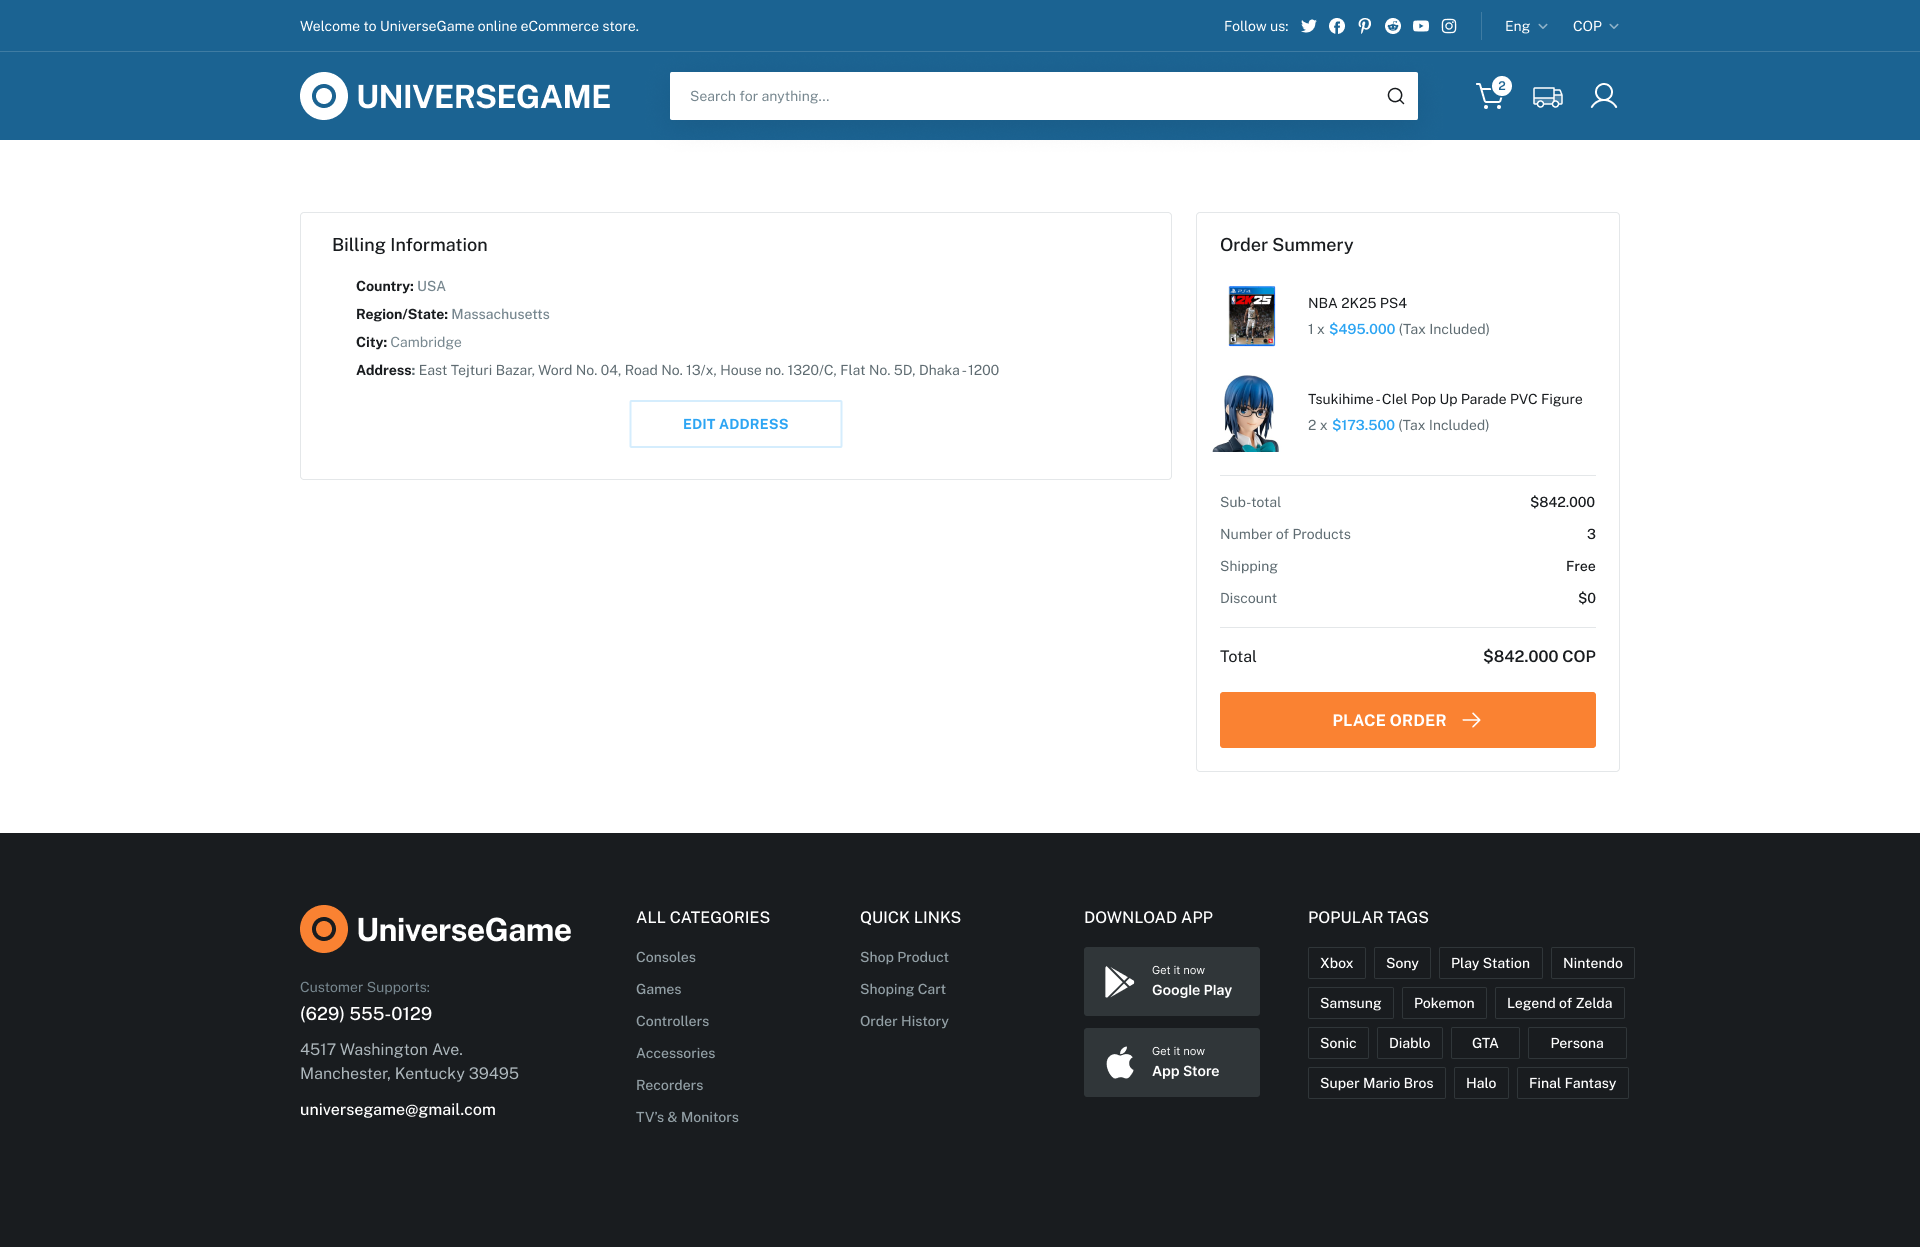 Welcome to UniverseGame online eCommerce store.
Follow us:
Eng
COP
UNIVERSEGAME
Search for anything...
2
Billing Information
Country: USA
Region/State: Massachusetts
City: Cambridge
Address: East Tejturi Bazar, Word No. 04, Road No. 13/x, House no. 1320/C, Flat No. 5D, Dhaka - 1200
EDIT ADDRESS
Order Summery
PS4
2K25
NBA 2K25 PS4
1 x $495.000 (Tax Included)
Tsukihime - CIel Pop Up Parade PVC Figure
2 x $173.500 (Tax Included)
Sub-total $842.000
Number of Products 3
Shipping Free
Discount $0
Total $842.000 COP
PLACE ORDER
UniverseGame
Customer Supports:
(629) 555-0129
4517 Washington Ave.
Manchester, Kentucky 39495
universegame@gmail.com
ALL CATEGORIES
Consoles
Games
Controllers
Accessories
Recorders
TV's & Monitors
QUICK LINKS
Shop Product
Shoping Cart
Order History
DOWNLOAD APP
Get it now
Google Play
Get it now
App Store
POPULAR TAGS
Xbox
Sony
Play Station
Nintendo
Samsung
Pokemon
Legend of Zelda
Sonic
Diablo
GTA
Persona
Super Mario Bros
Halo
Final Fantasy